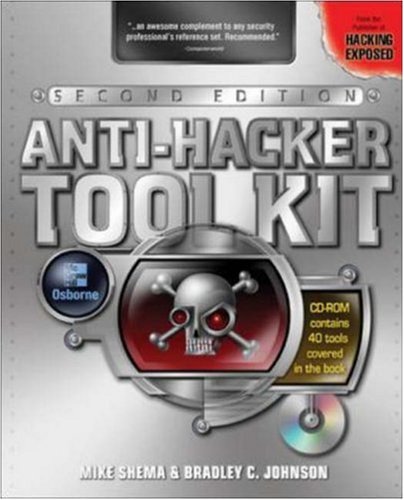 "...an awesome complement to any security
professional's reference set. Recommended."
—Computerworld
From the
Publisher of
HACKING
EXPOSED
SECOND EDITION
ANTI-HACKER
TOOL KIT
Osborne
CD-ROM
contains
40 tools
covered
in the book
MIKE SHEMA & BRADLEY C. JOHNSON